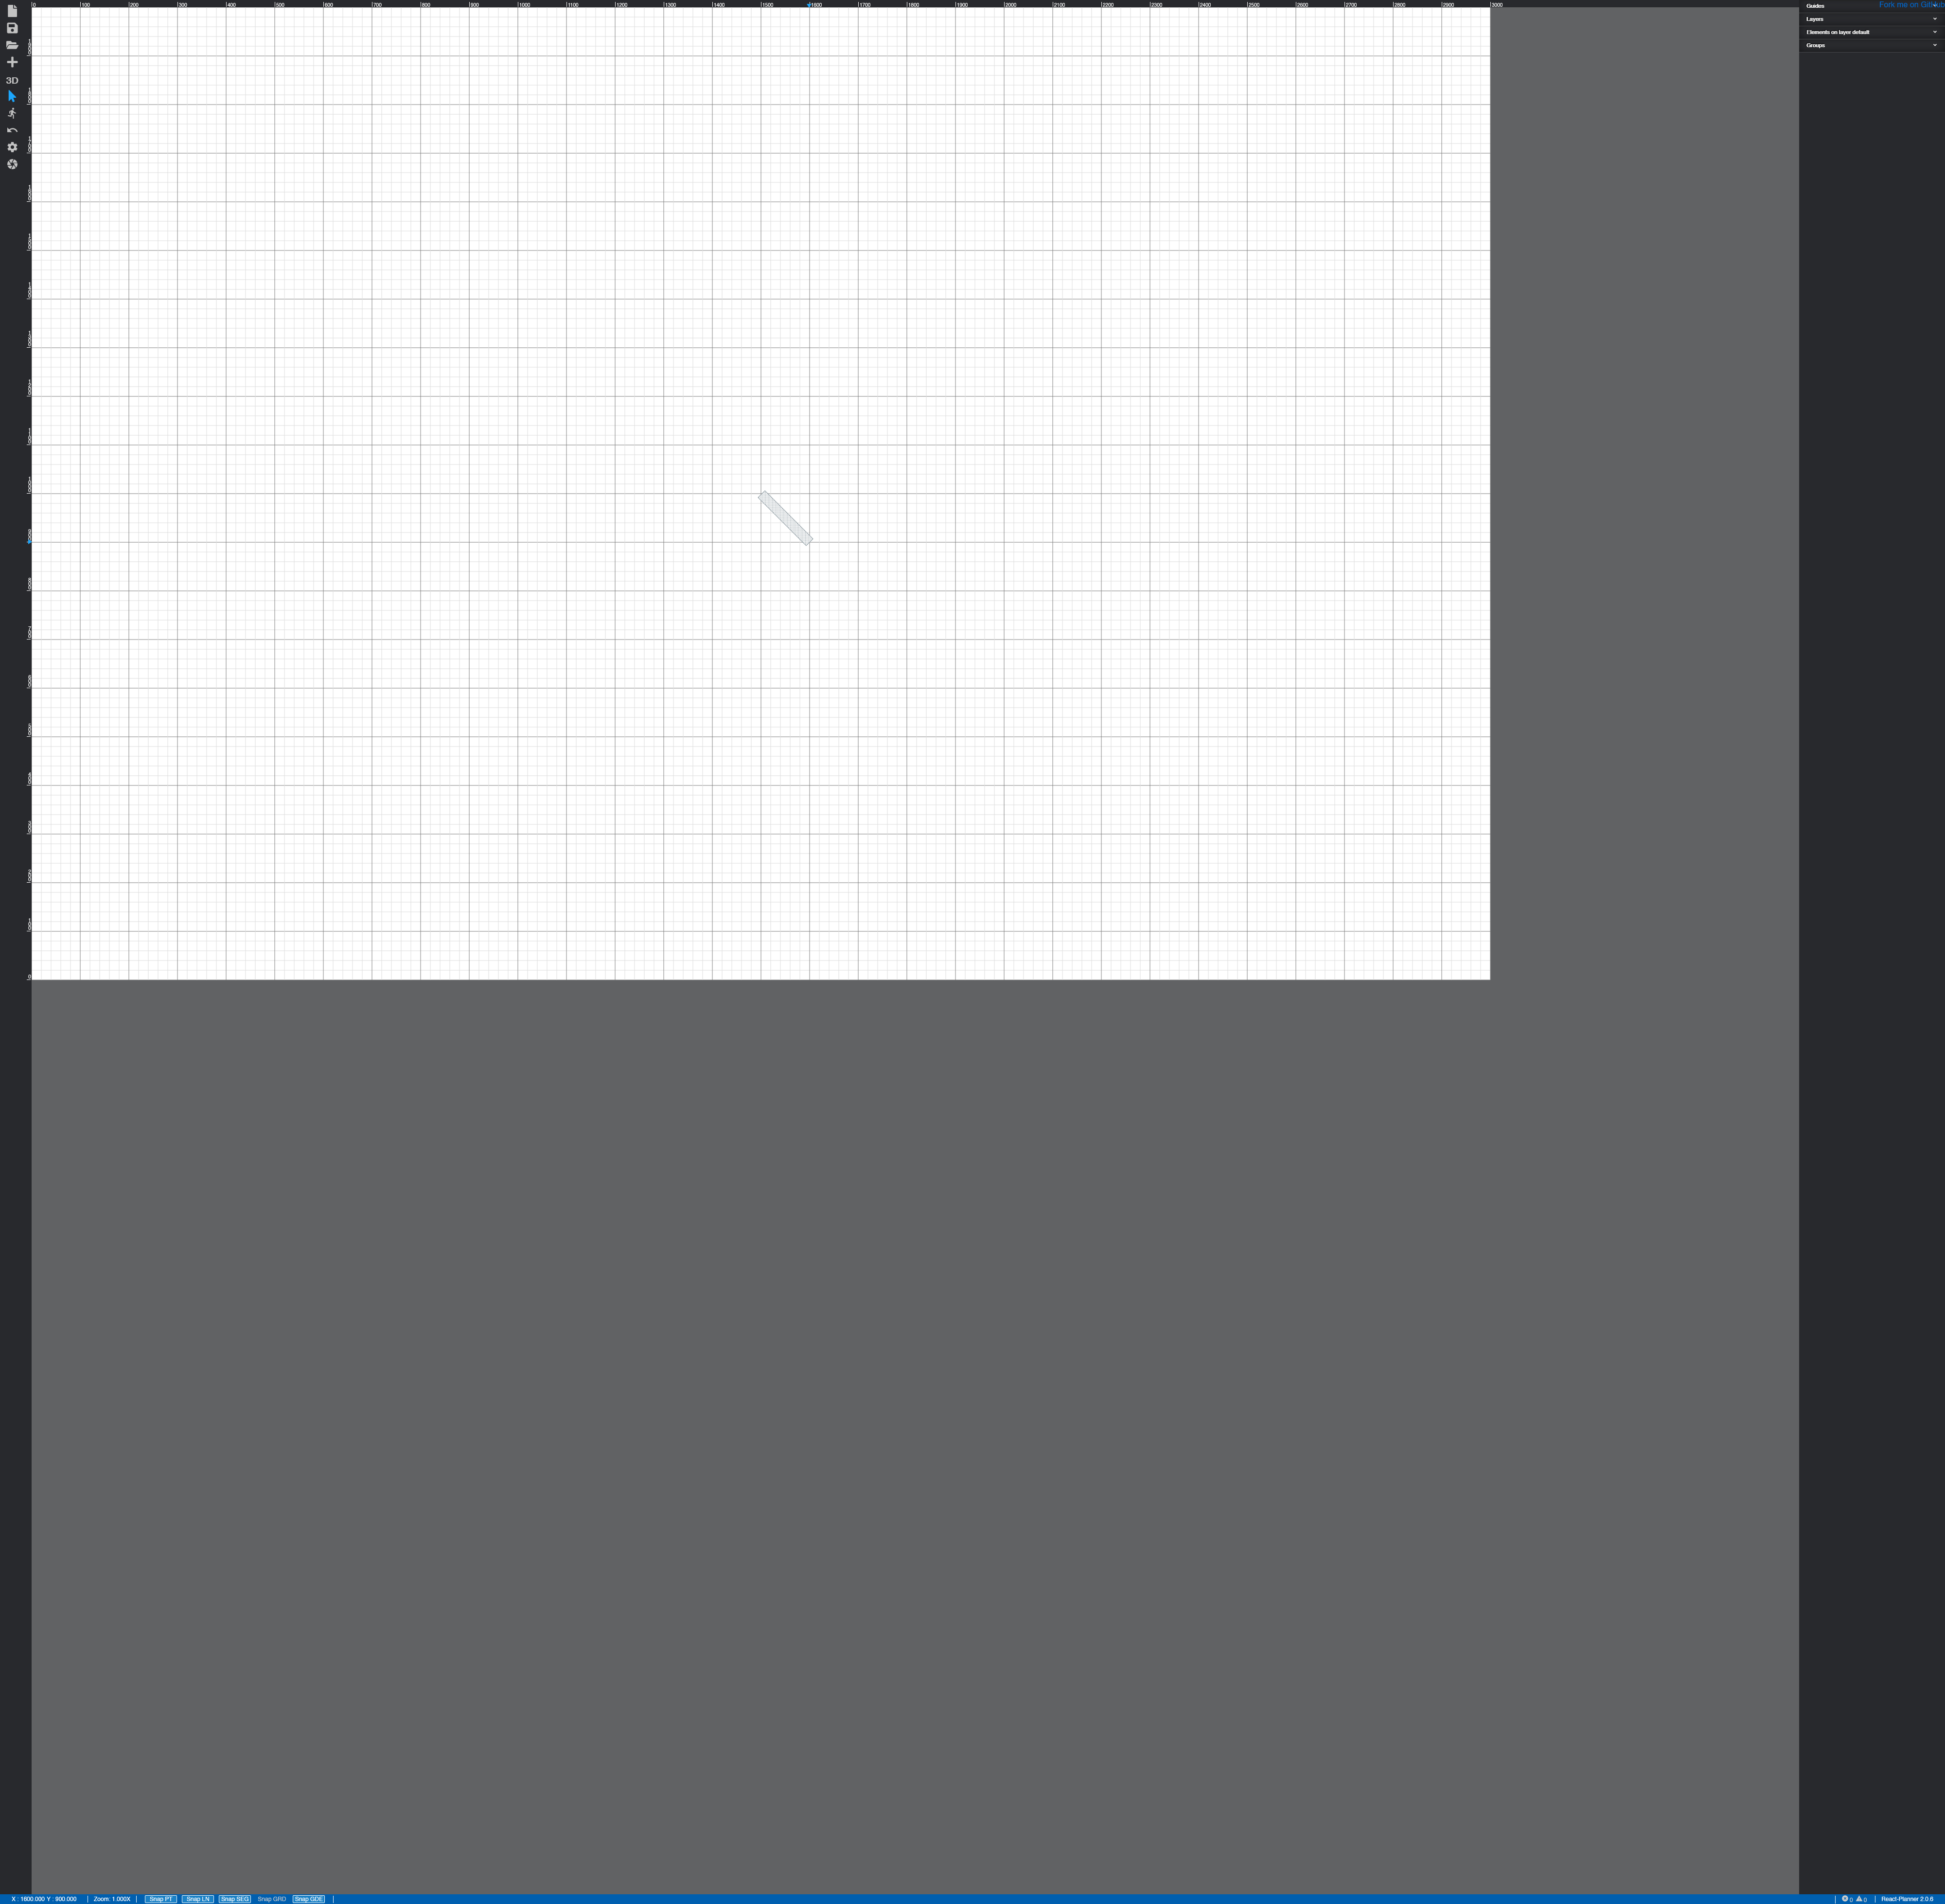 0 100 200 300 400 500 600 700 800 900 1000 1100 1200 1300 1400 1500 1600 1700 1800 1900 2000 2100 2200 2300 2400 2500 2600 2700 2800 2900 3000
Fork me on GitHub
Guides
Layers
Elements on layer default
Groups
3D
X : 1600.000 Y : 900.000 | Zoom: 1.000X | Snap PT Snap LN Snap SEG Snap GRD Snap GDE | | 0 0 | React-Planner 2.0.6